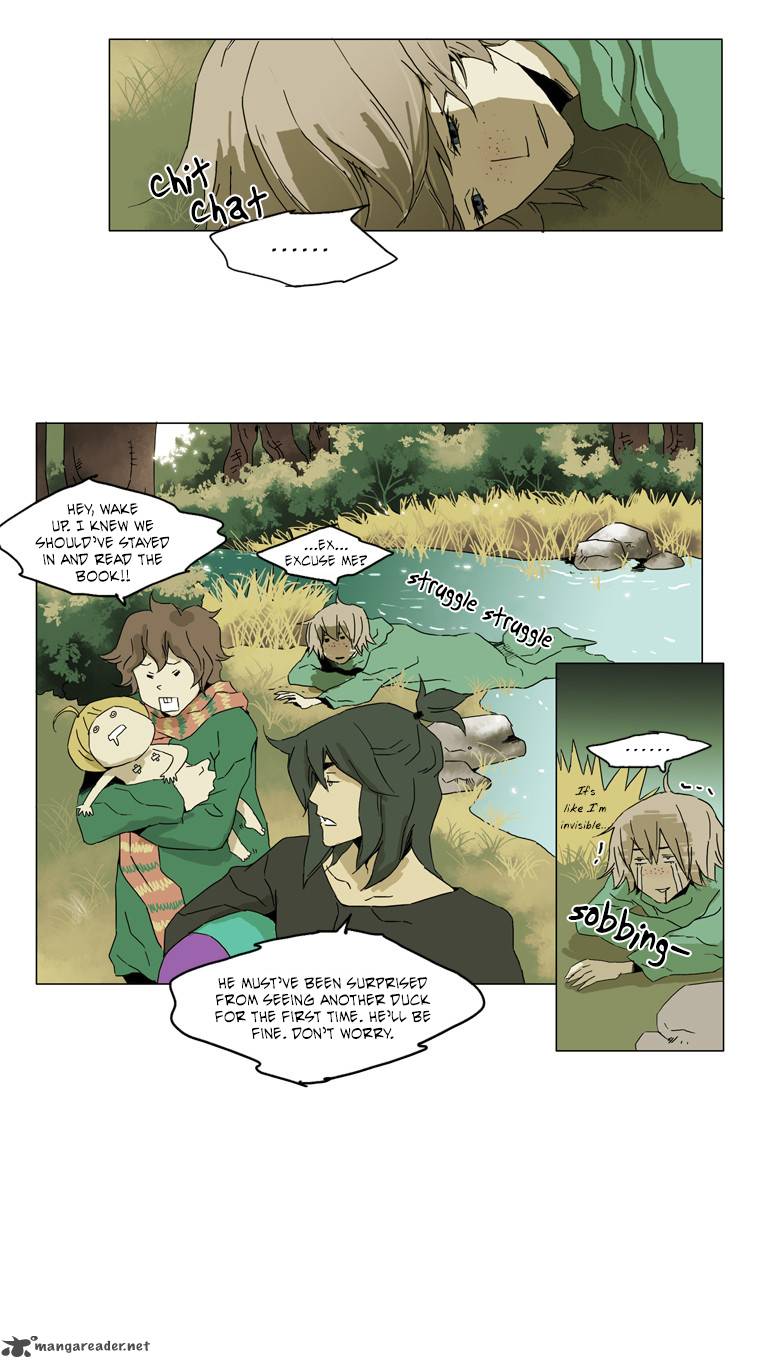 chit
chat
......
HEY, WAKE
UP. I KNEW WE
SHOULD'VE STAYED
IN AND READ THE
BOOK!!
...EX...
EXCUSE ME?
struggle struggle
......
It's
like I'm
invisible..
!
sobbing-
HE MUST'VE BEEN SURPRISED
FROM SEEING ANOTHER DUCK
FOR THE FIRST TIME. HE'LL BE
FINE. DON'T WORRY.
mangareader.net